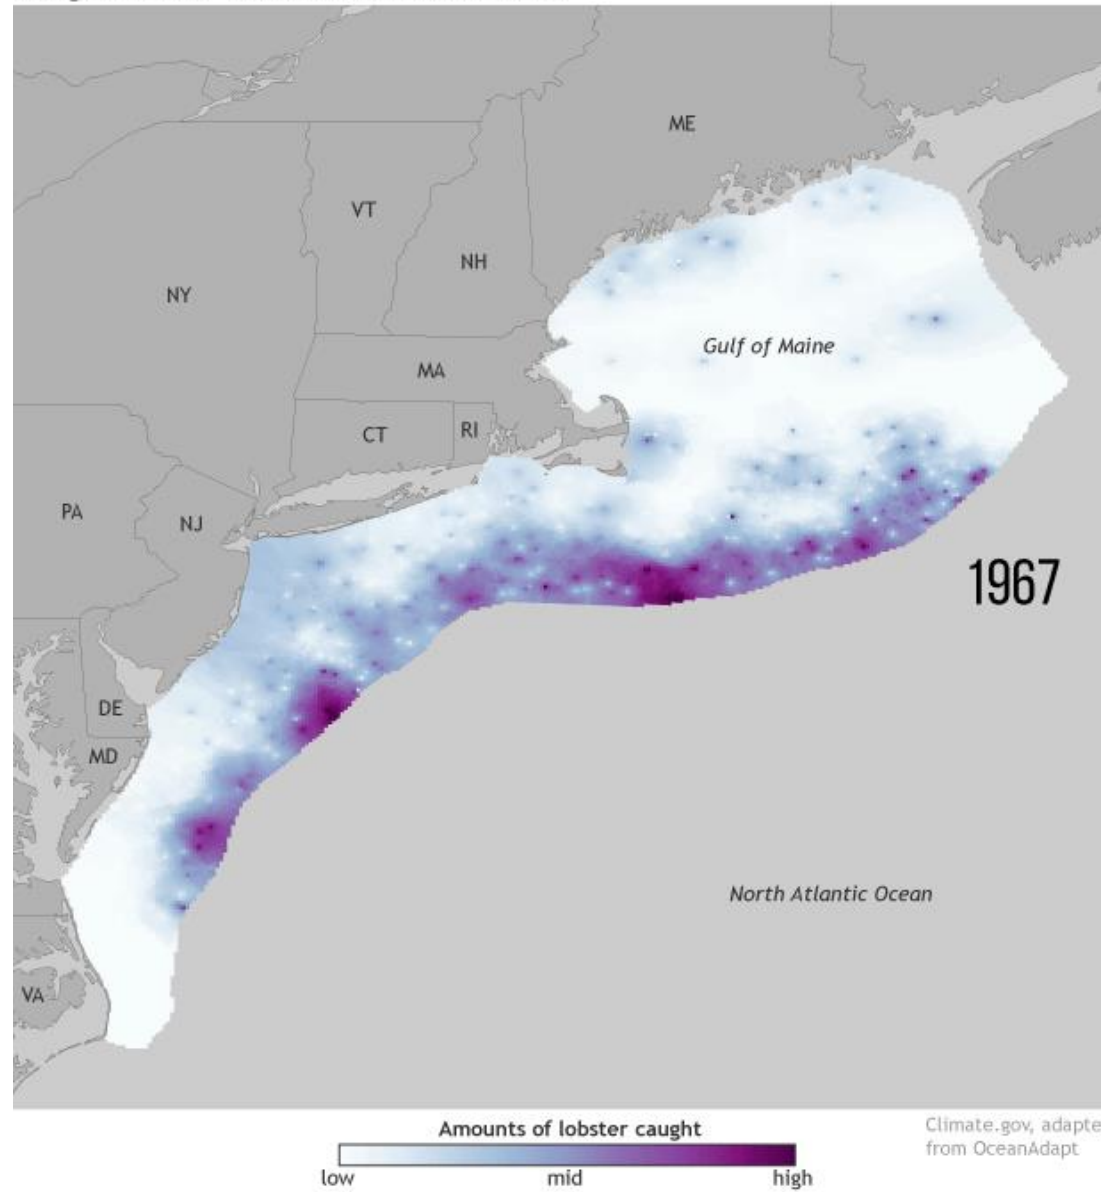 ME
VT
NH
NY
Gulf of Maine
MA
CT
RI
PA
NJ
1967
DE
MD
North Atlantic Ocean
VA
Amounts of lobster caught
low
mid
high
Climate.gov, adapte
from OceanAdapt